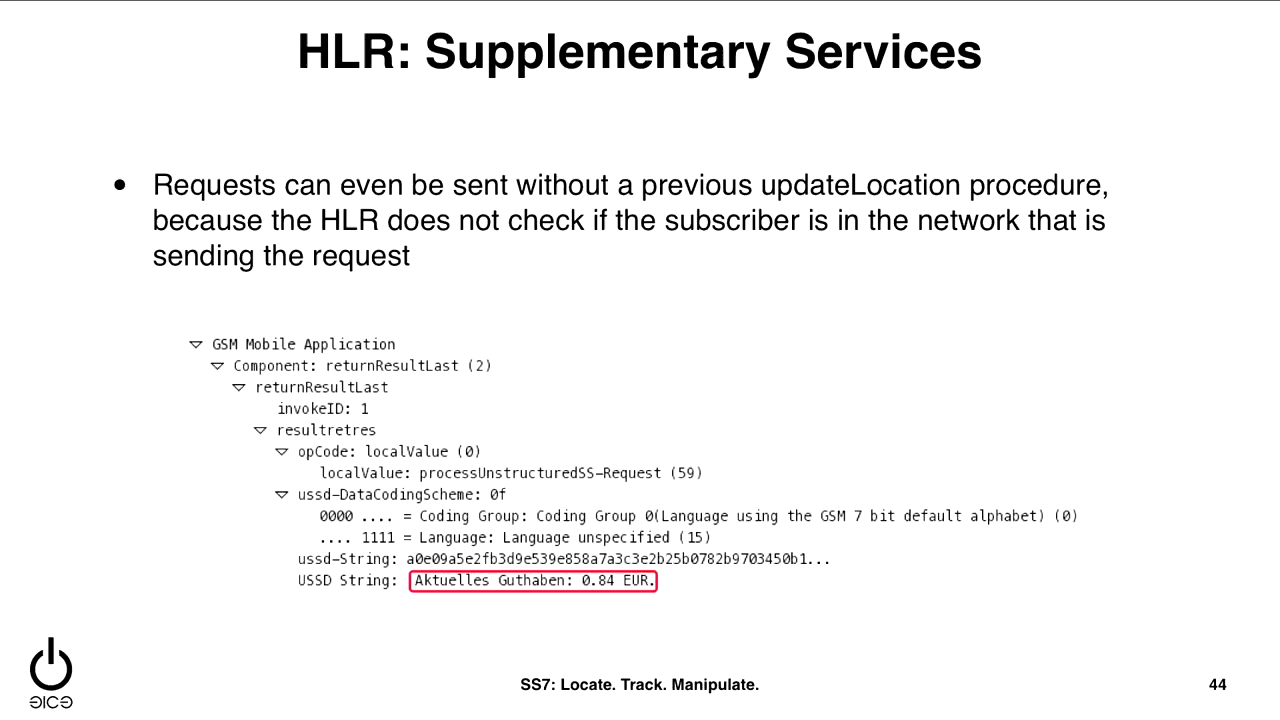 HLR: Supplementary Services
• Requests can even be sent without a previous updateLocation procedure,
because the HLR does not check if the subscriber is in the network that is
sending the request
GSM Mobile Application
Component: returnResultLast (2)
returnResultLast
invokeID: 1
resultretres
opCode: localValue (0)
localValue: processUnstructuredSS-Request (59)
ussd-DataCodingScheme: 0f
0000 .... = Coding Group: Coding Group 0(Language using the GSM 7 bit default alphabet) (0)
.... 1111 = Language: Language unspecified (15)
ussd-String: a0e09a5e2fb3d9e539e858a7a3c3e2b25b0782b9703450b1...
USSD String: Aktuelles Guthaben: 0.84 EUR.
SS7: Locate. Track. Manipulate.
44